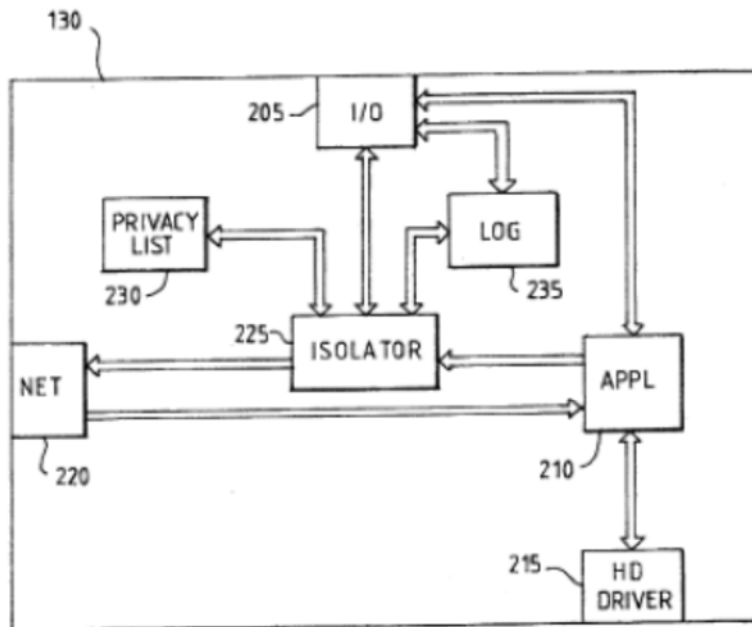 130
205
I/O
PRIVACY
LIST
230
LOG
235
225
ISOLATOR
NET
220
APPL
210
215
HD
DRIVER